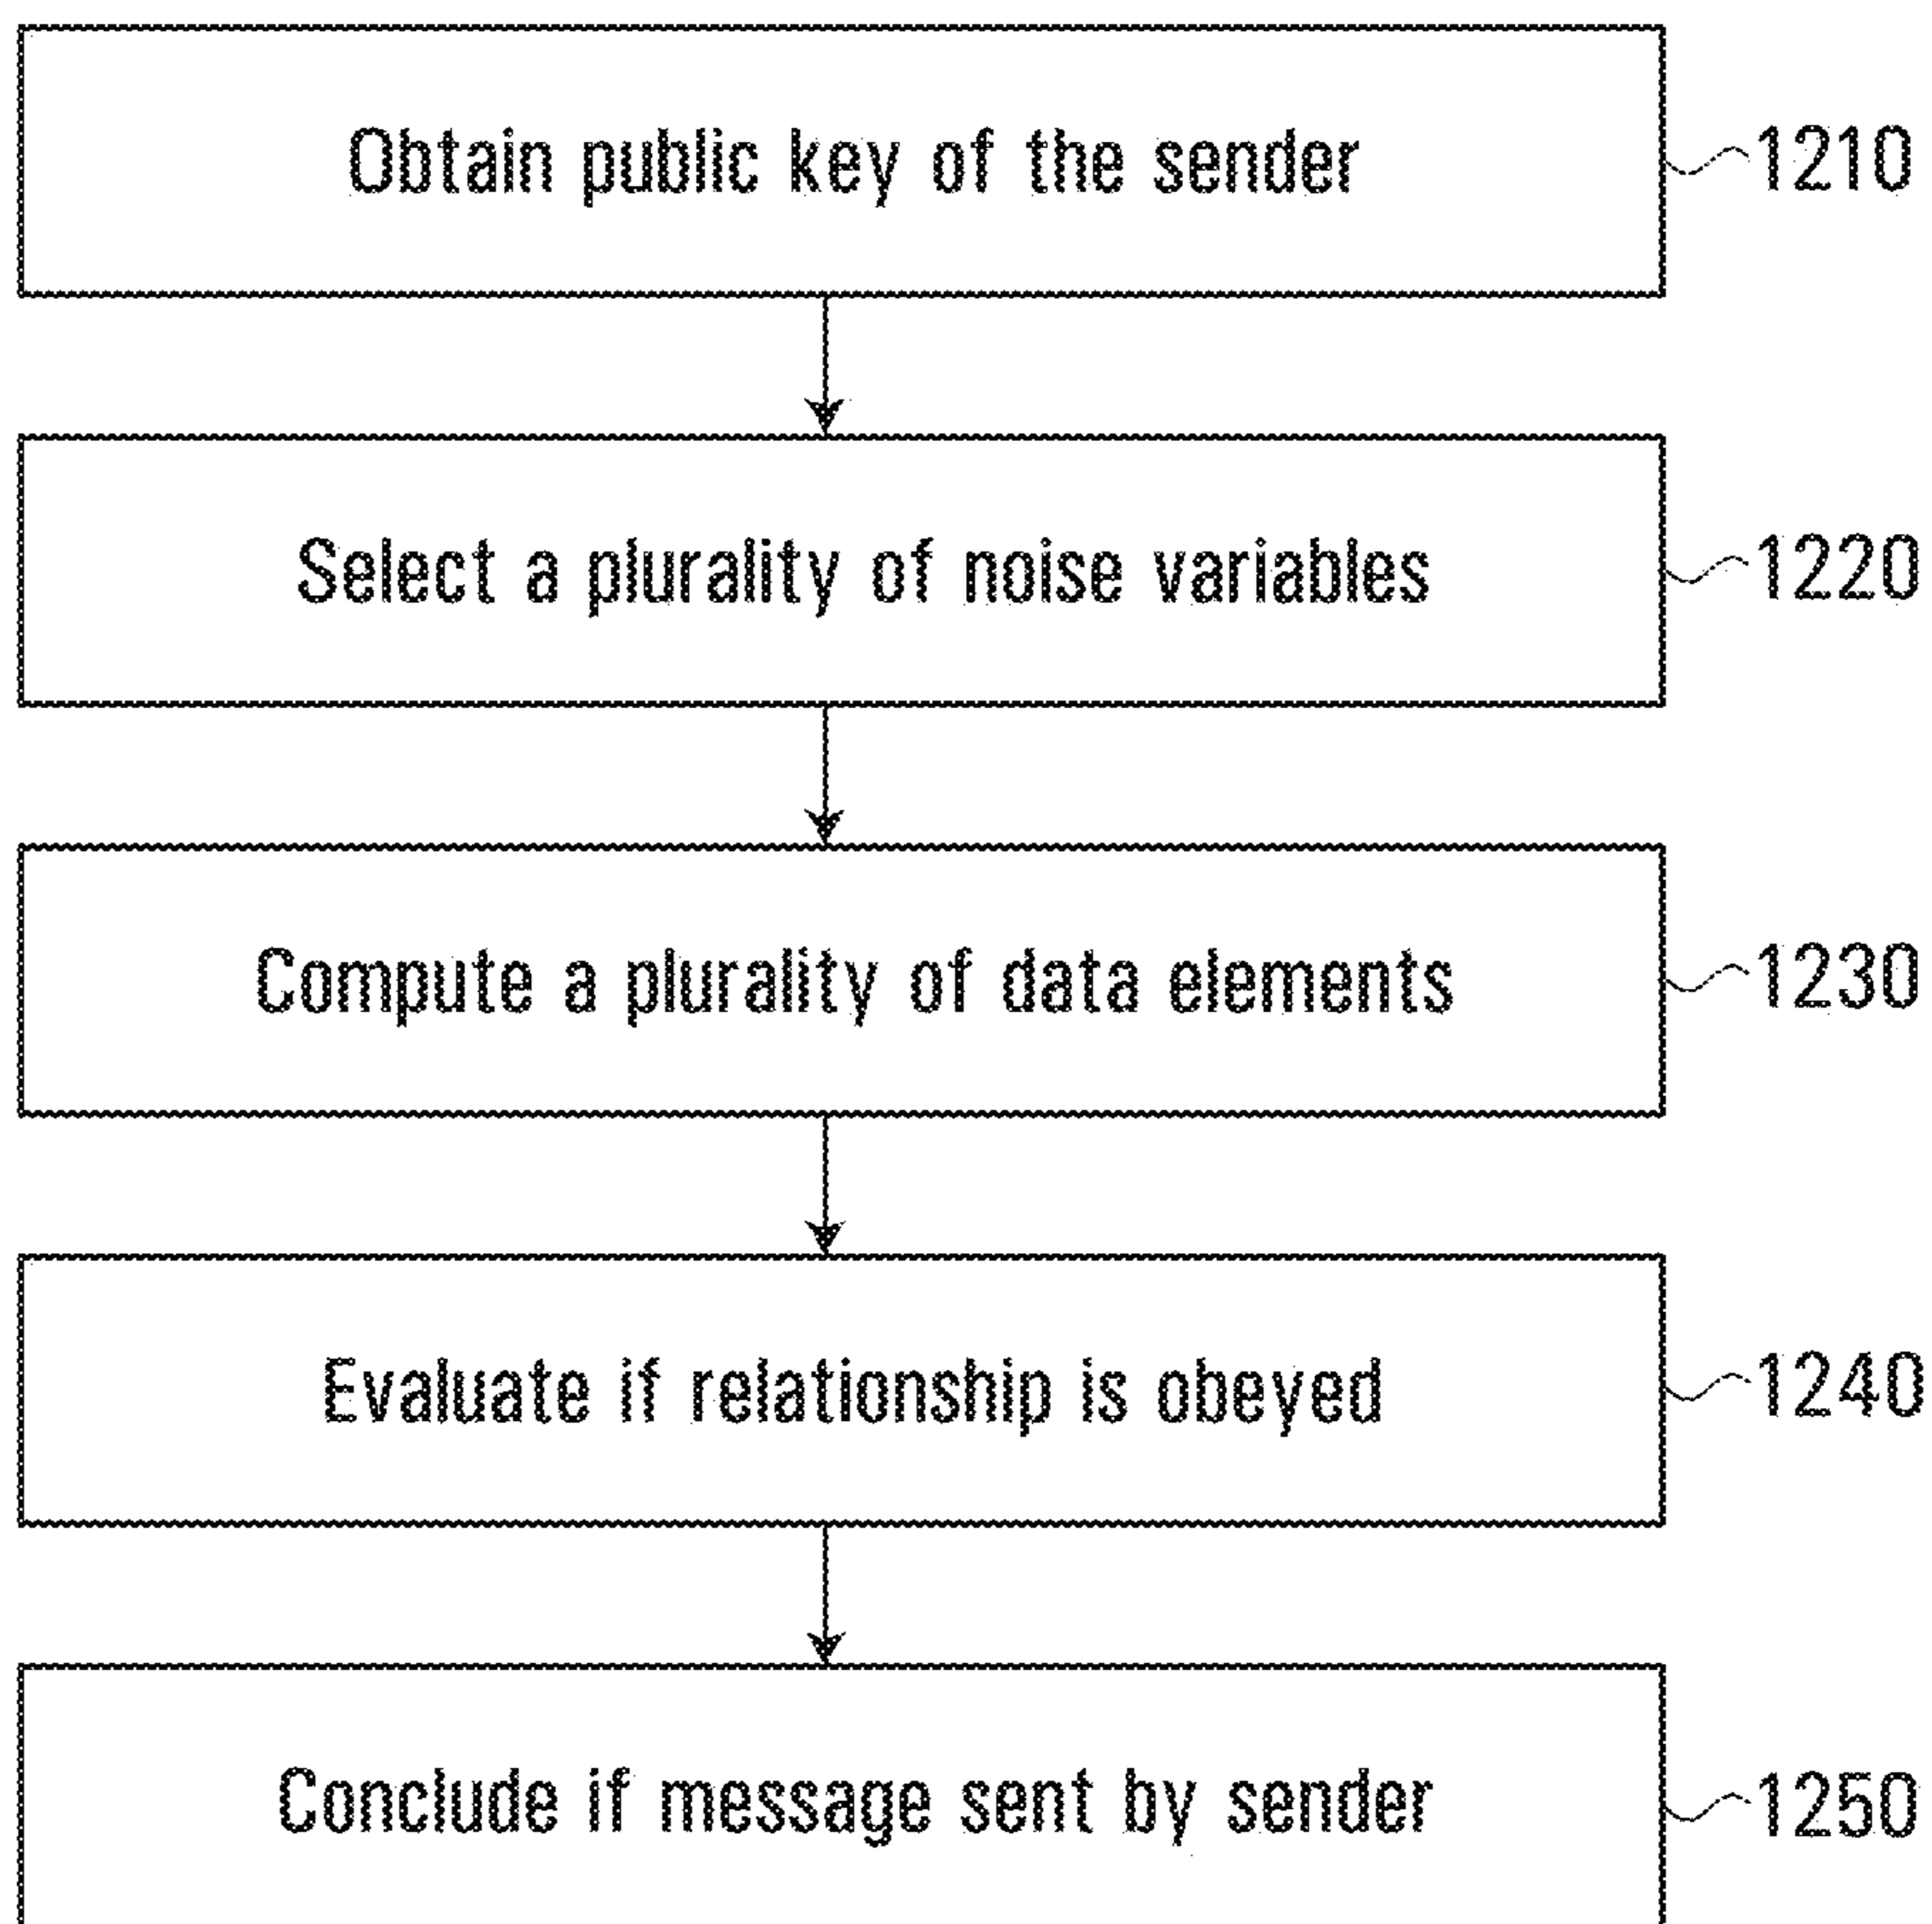 Obtain public key of the sender 1210
Select a plurality of noise variables 1220
Compute a plurality of data elements 1230
Evaluate if relationship is obeyed 1240
Conclude if message sent by sender 1250